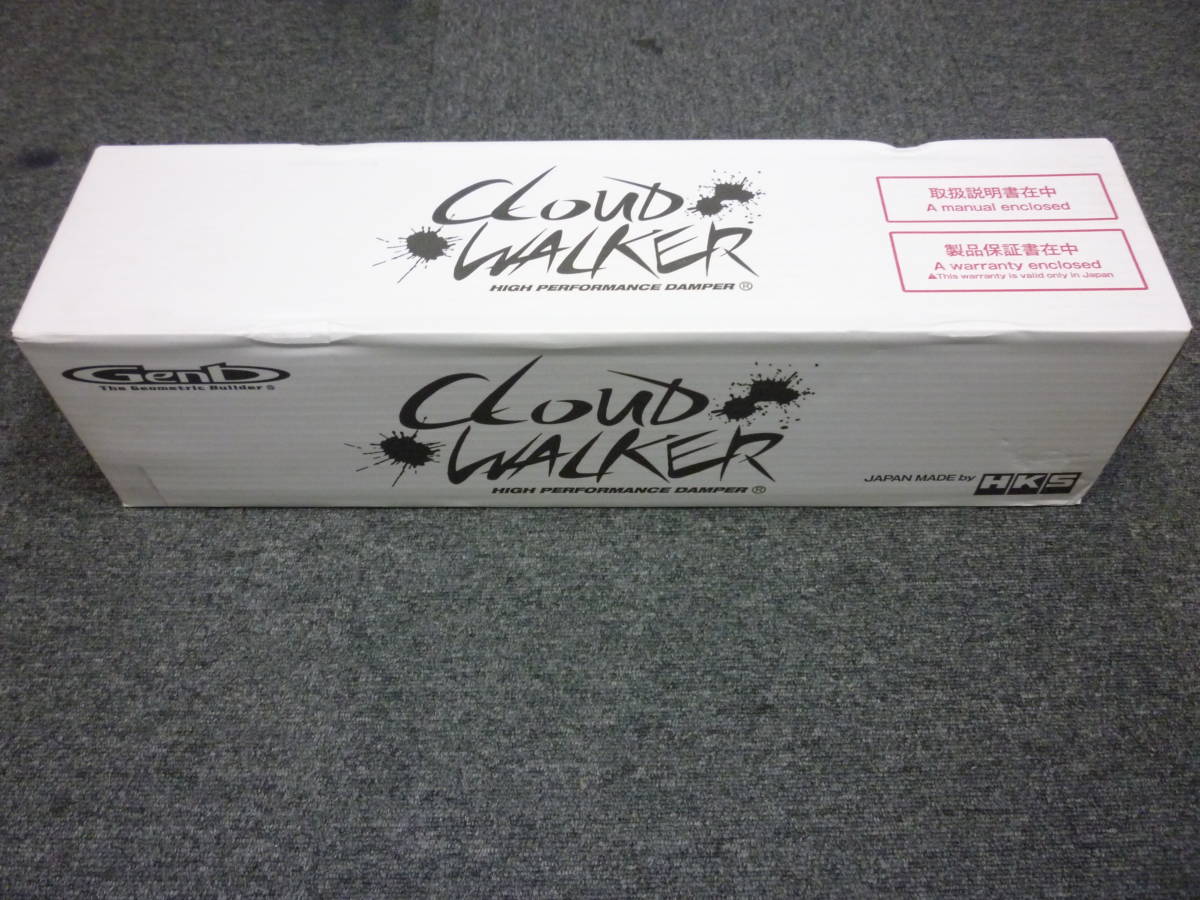 CLOUD
WALKER
HIGH PERFORMANCE DAMPER ®
取扱説明書在中
A manual enclosed
製品保証書在中
A warranty enclosed
▲This warranty is valid only in Japan
Genb
The Geometric Builder ®
CLOUD
WALKER
HIGH PERFORMANCE DAMPER ®
JAPAN MADE by HKS